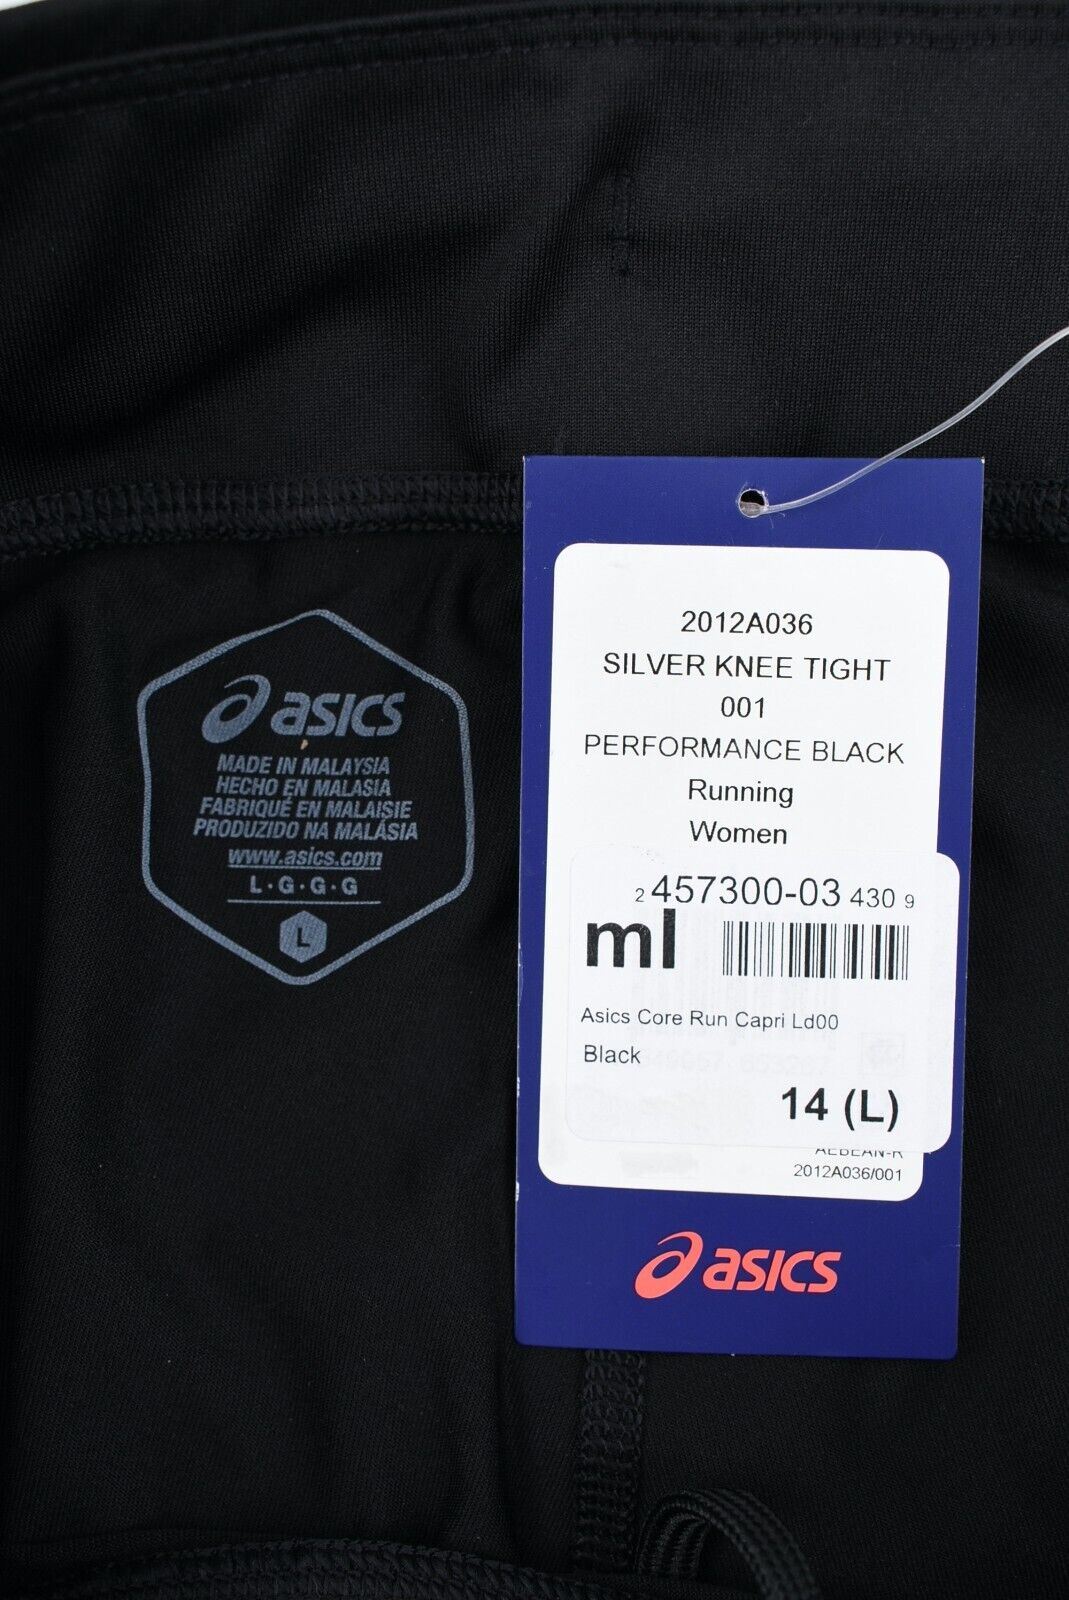 asics
MADE IN MALAYSIA
HECHO EN MALASIA
FABRIQUÉ EN MALAISIE
PRODUZIDO NA MALÁSIA
www.asics.com
L·G·G·G
L
2012A036
SILVER KNEE TIGHT
001
PERFORMANCE BLACK
Running
Women
2 457300-03 430 9
ml
Asics Core Run Capri Ld00
Black
14 (L)
2012A036/001
asics